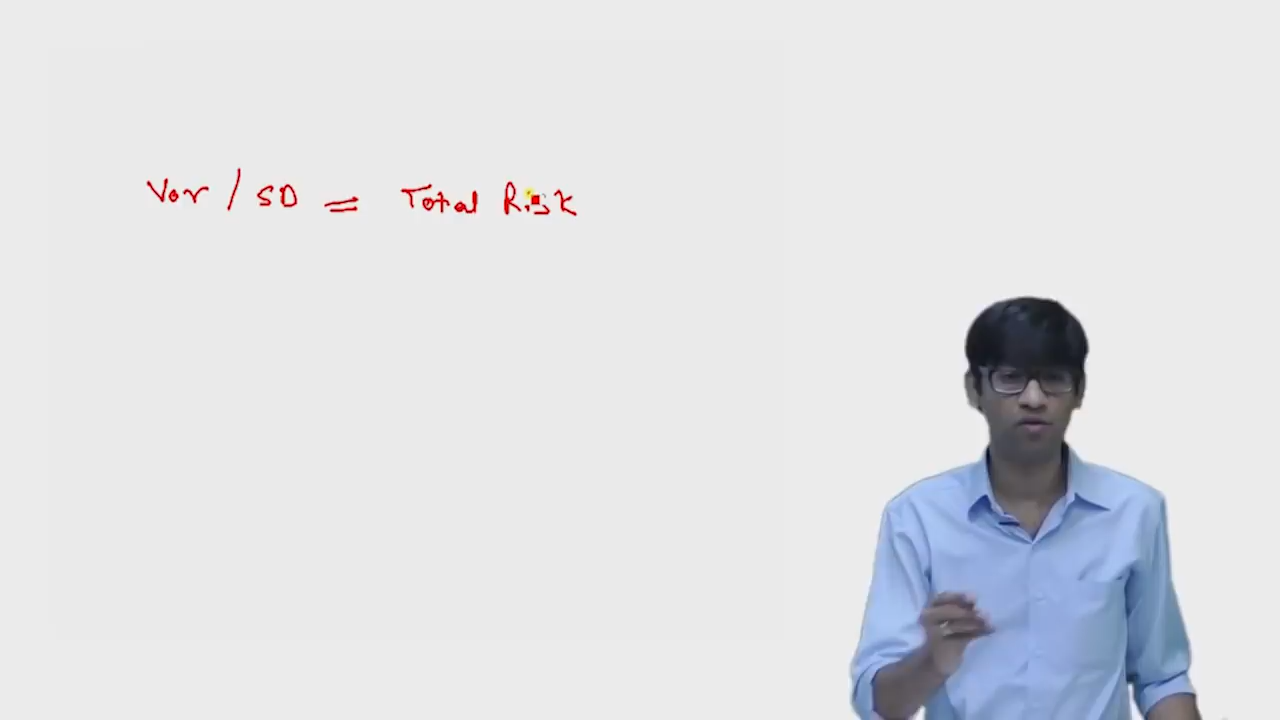 Var / SD = Total Risk